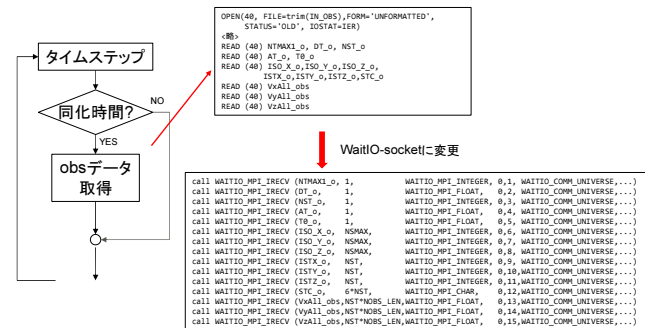 タイムステップ
同化時間?
NO
YES
obsデータ
取得
OPEN(40, FILE=trim(IN_OBS),FORM='UNFORMATTED',
STATUS='OLD', IOSTAT=IER)
<略>
READ (40) NTMAX1_o, DT_o, NST_o
READ (40) AT_o, T0_o
READ (40) ISO_X_o,ISO_Y_o,ISO_Z_o,
ISTX_o,ISTY_o,ISTZ_o,STC_o
READ (40) VxAll_obs
READ (40) VyAll_obs
READ (40) VzAll_obs
WaitIO-socketに変更
call WAITIO_MPI_IRECV (NTMAX1_o, 1, WAITIO_MPI_INTEGER, 0,1, WAITIO_COMM_UNIVERSE,...)
call WAITIO_MPI_IRECV (DT_o, 1, WAITIO_MPI_FLOAT, 0,2, WAITIO_COMM_UNIVERSE,...)
call WAITIO_MPI_IRECV (NST_o, 1, WAITIO_MPI_INTEGER, 0,3, WAITIO_COMM_UNIVERSE,...)
call WAITIO_MPI_IRECV (AT_o, 1, WAITIO_MPI_FLOAT, 0,4, WAITIO_COMM_UNIVERSE,...)
call WAITIO_MPI_IRECV (T0_o, 1, WAITIO_MPI_FLOAT, 0,5, WAITIO_COMM_UNIVERSE,...)
call WAITIO_MPI_IRECV (ISO_X_o, NSMAX, WAITIO_MPI_INTEGER, 0,6, WAITIO_COMM_UNIVERSE,...)
call WAITIO_MPI_IRECV (ISO_Y_o, NSMAX, WAITIO_MPI_INTEGER, 0,7, WAITIO_COMM_UNIVERSE,...)
call WAITIO_MPI_IRECV (ISO_Z_o, NSMAX, WAITIO_MPI_INTEGER, 0,8, WAITIO_COMM_UNIVERSE,...)
call WAITIO_MPI_IRECV (ISTX_o, NST, WAITIO_MPI_INTEGER, 0,9, WAITIO_COMM_UNIVERSE,...)
call WAITIO_MPI_IRECV (ISTY_o, NST, WAITIO_MPI_INTEGER, 0,10,WAITIO_COMM_UNIVERSE,...)
call WAITIO_MPI_IRECV (ISTZ_o, NST, WAITIO_MPI_INTEGER, 0,11,WAITIO_COMM_UNIVERSE,...)
call WAITIO_MPI_IRECV (STC_o, 6*NST, WAITIO_MPI_CHAR, 0,12,WAITIO_COMM_UNIVERSE,...)
call WAITIO_MPI_IRECV (VxAll_obs,NST*NOBS_LEN,WAITIO_MPI_FLOAT, 0,13,WAITIO_COMM_UNIVERSE,...)
call WAITIO_MPI_IRECV (VyAll_obs,NST*NOBS_LEN,WAITIO_MPI_FLOAT, 0,14,WAITIO_COMM_UNIVERSE,...)
call WAITIO_MPI_IRECV (VzAll_obs,NST*NOBS_LEN,WAITIO_MPI_FLOAT, 0,15,WAITIO_COMM_UNIVERSE,...)